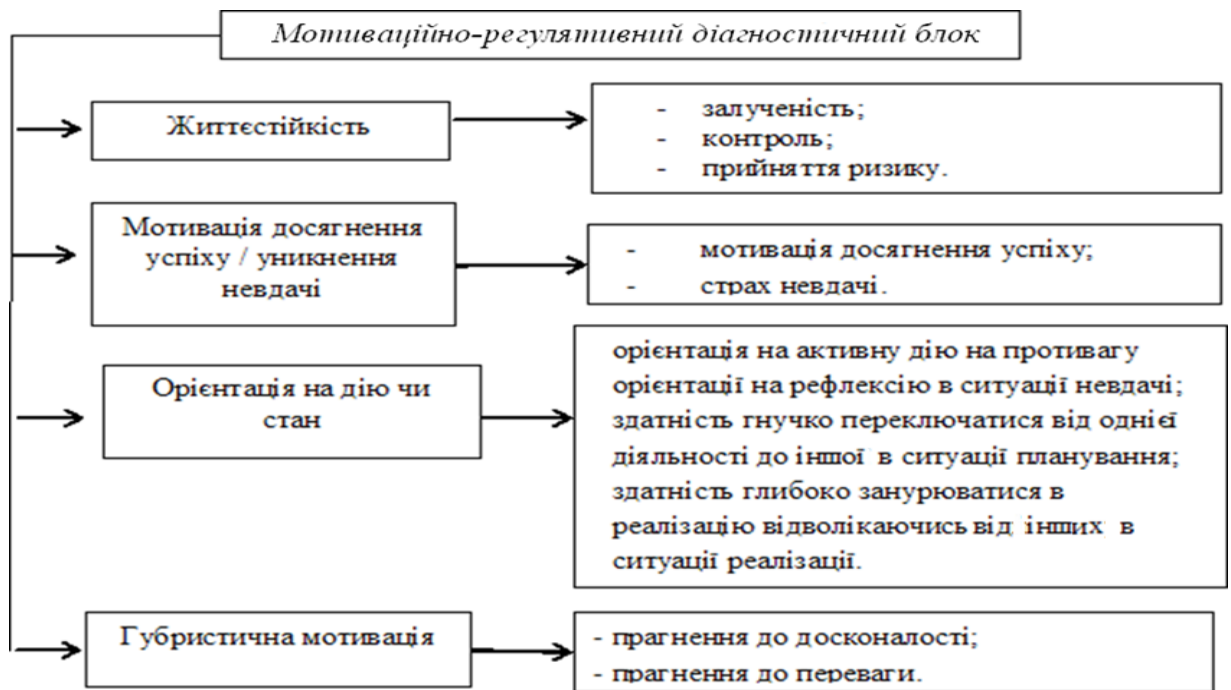 Мотиваційно-регулятивний діагностичний блок
Життєстійкість
- залученість;
- контроль;
- прийняття ризику.
Мотивація досягнення
успіху / уникнення
невдачі
- мотивація досягнення успіху;
- страх невдачі.
Орієнтація на дію чи
стан
орієнтація на активну дію на противагу
орієнтації на рефлексію в ситуації невдачі;
здатність гнучко переключатися від однієї
діяльності до іншої в ситуації планування;
здатність глибоко занурюватися в
реалізацію відволікаючись від інших в
ситуації реалізації.
Губристична мотивація
- прагнення до досконалості;
- прагнення до переваги.